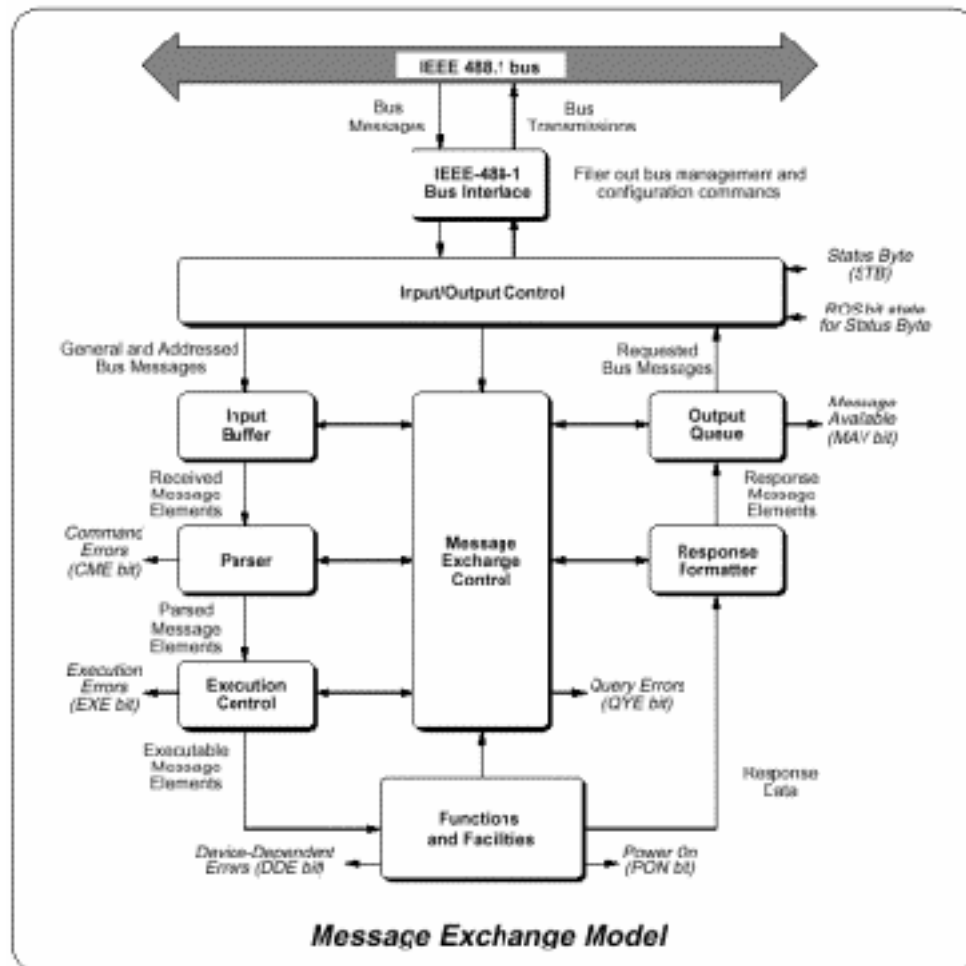 IEEE 488.1 bus
Bus
Messages
Bus
Transmissions
IEEE-488-1
Bus Interface
Filter out bus management and
configuration commands
Status Byte
(STB)
Input/Output Control
RQS bit state
for Status Byte
General and Addressed
Bus Messages
Requested
Bus Messages
Input
Buffer
Output
Queue
Message
Available
(MAV bit)
Received
Message
Elements
Response
Message
Elements
Command
Errors
(CME bit)
Parser
Message
Exchange
Control
Response
Formatter
Parsed
Message
Elements
Execution
Errors
(EXE bit)
Execution
Control
Query Errors
(QYE bit)
Executable
Message
Elements
Response
Data
Functions
and Facilities
Device-Dependent
Errors (DDE bit)
Power On
(PON bit)
Message Exchange Model